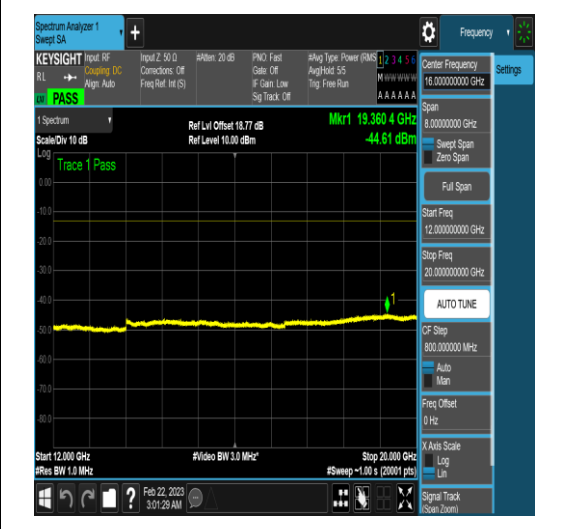 Spectrum Analyzer 1
Swept SA
+
Frequency
KEYSIGHT
RL
PASS
Input: RF
Coupling: DC
Align: Auto
Input Z: 50 Ω
Corrections: Off
Freq Ref: Int (S)
#Atten: 20 dB
PNO: Fast
Gate: Off
IF Gain: Low
Sig Track: Off
#Avg Type: Power (RMS
Avg|Hold: 5/5
Trig: Free Run
1 2 3 4 5 6
M W W W W W
A A A A A A
Center Frequency
16.000000000 GHz
Settings
Span
8.00000000 GHz
Swept Span
Zero Span
Full Span
Start Freq
12.000000000 GHz
Stop Freq
20.000000000 GHz
AUTO TUNE
CF Step
800.000000 MHz
Auto
Man
Freq Offset
0 Hz
X Axis Scale
Log
Lin
Signal Track
(Span Zoom)
1 Spectrum
Scale/Div 10 dB
Ref Lvl Offset 18.77 dB
Ref Level 10.00 dBm
Mkr1 19.360 4 GHz
-44.61 dBm
Log
Trace 1 Pass
0.00
-10.0
-20.0
-30.0
-40.0
1
-50.0
-60.0
-70.0
-80.0
Start 12.000 GHz
#Res BW 1.0 MHz
#Video BW 3.0 MHz*
Stop 20.000 GHz
#Sweep ~1.00 s (20001 pts)
?
Feb 22, 2023
3:01:29 AM